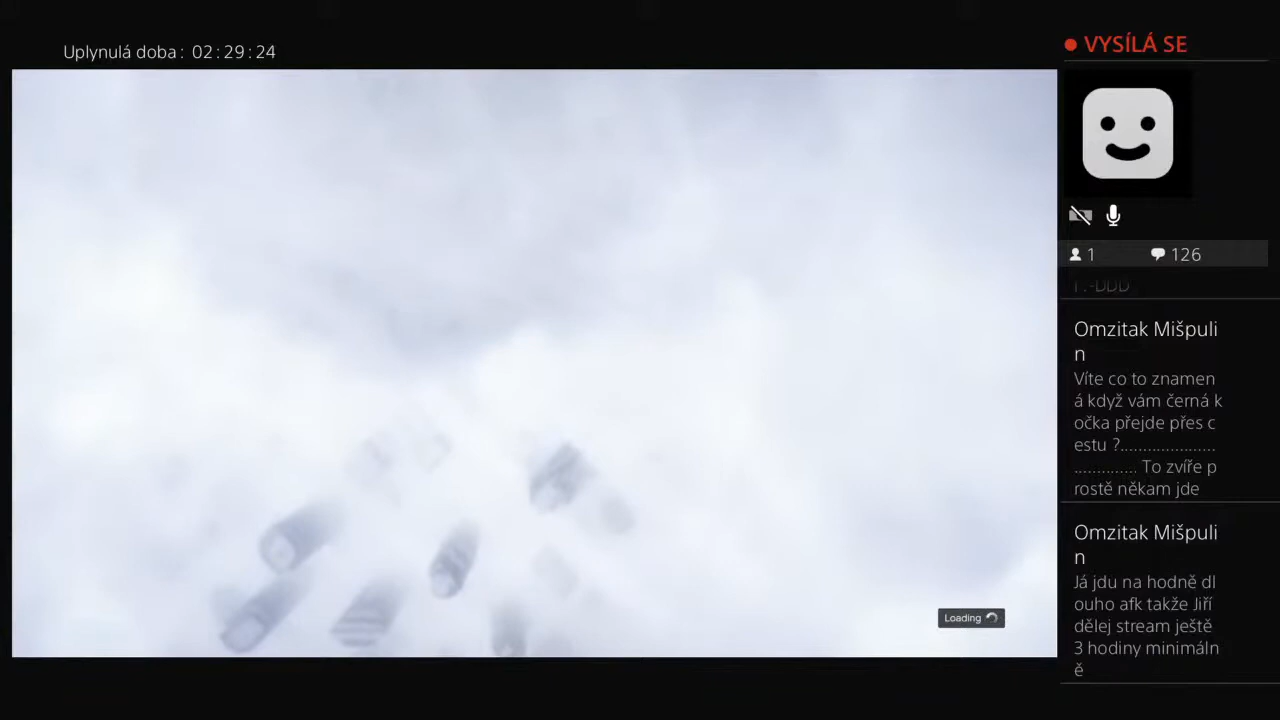 Uplynulá doba: 02:29:24
VYSÍLÁ SE
1 126
Omzitak Mišpuli
n
Víte co to znamen
á když vám černá k
očka přejde přes c
estu ?.....................
.............. To zvíře p
rostě někam jde
Omzitak Mišpuli
n
Já jdu na hodně dl
ouho afk takže Jiří
dělej stream ještě
3 hodiny minimáln
ě
Loading